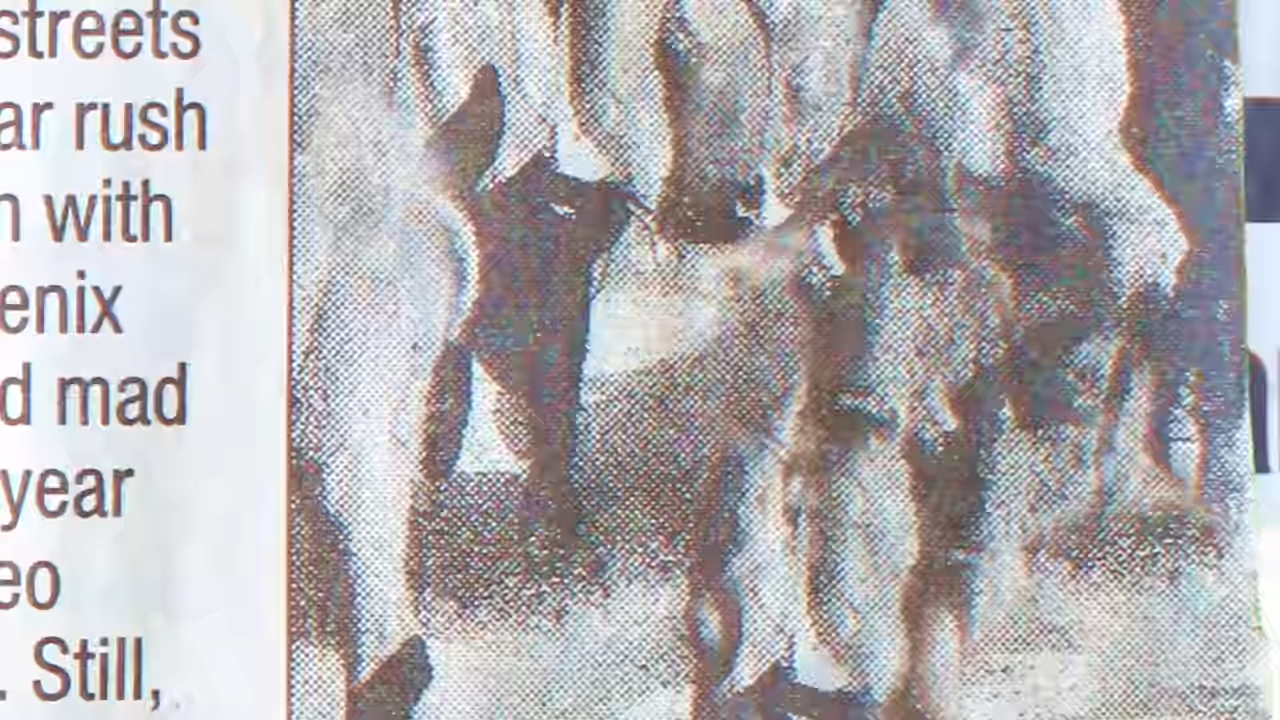 streets
ar rush
n with
enix
d mad
year
eo
. Still,